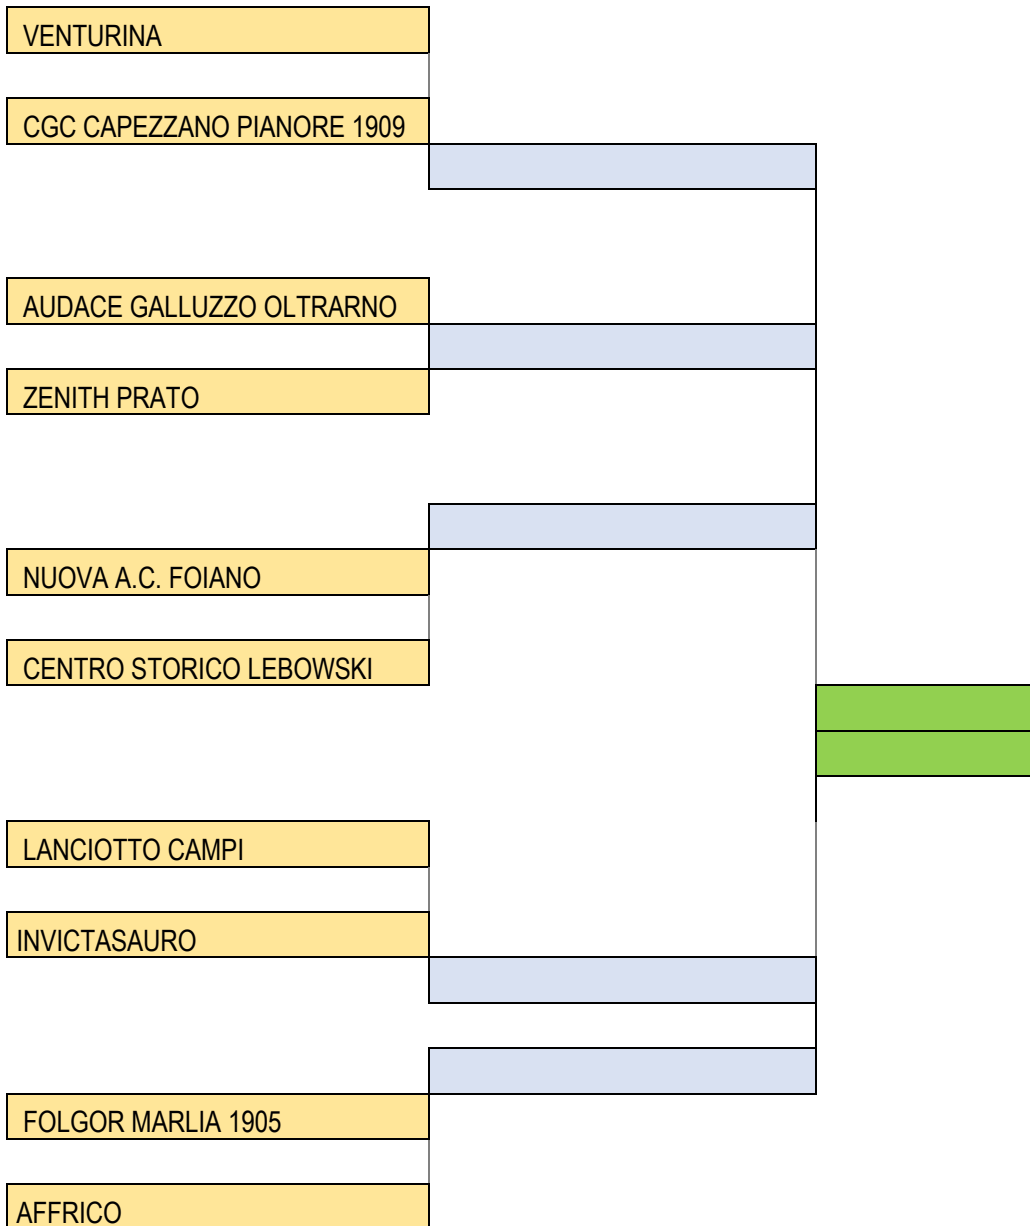 VENTURINA
CGC CAPEZZANO PIANORE 1909
AUDACE GALLUZZO OLTRARNO
ZENITH PRATO
NUOVA A.C. FOIANO
CENTRO STORICO LEBOWSKI
LANCIOTTO CAMPI
INVICTASAURO
FOLGOR MARLIA 1905
AFFRICO